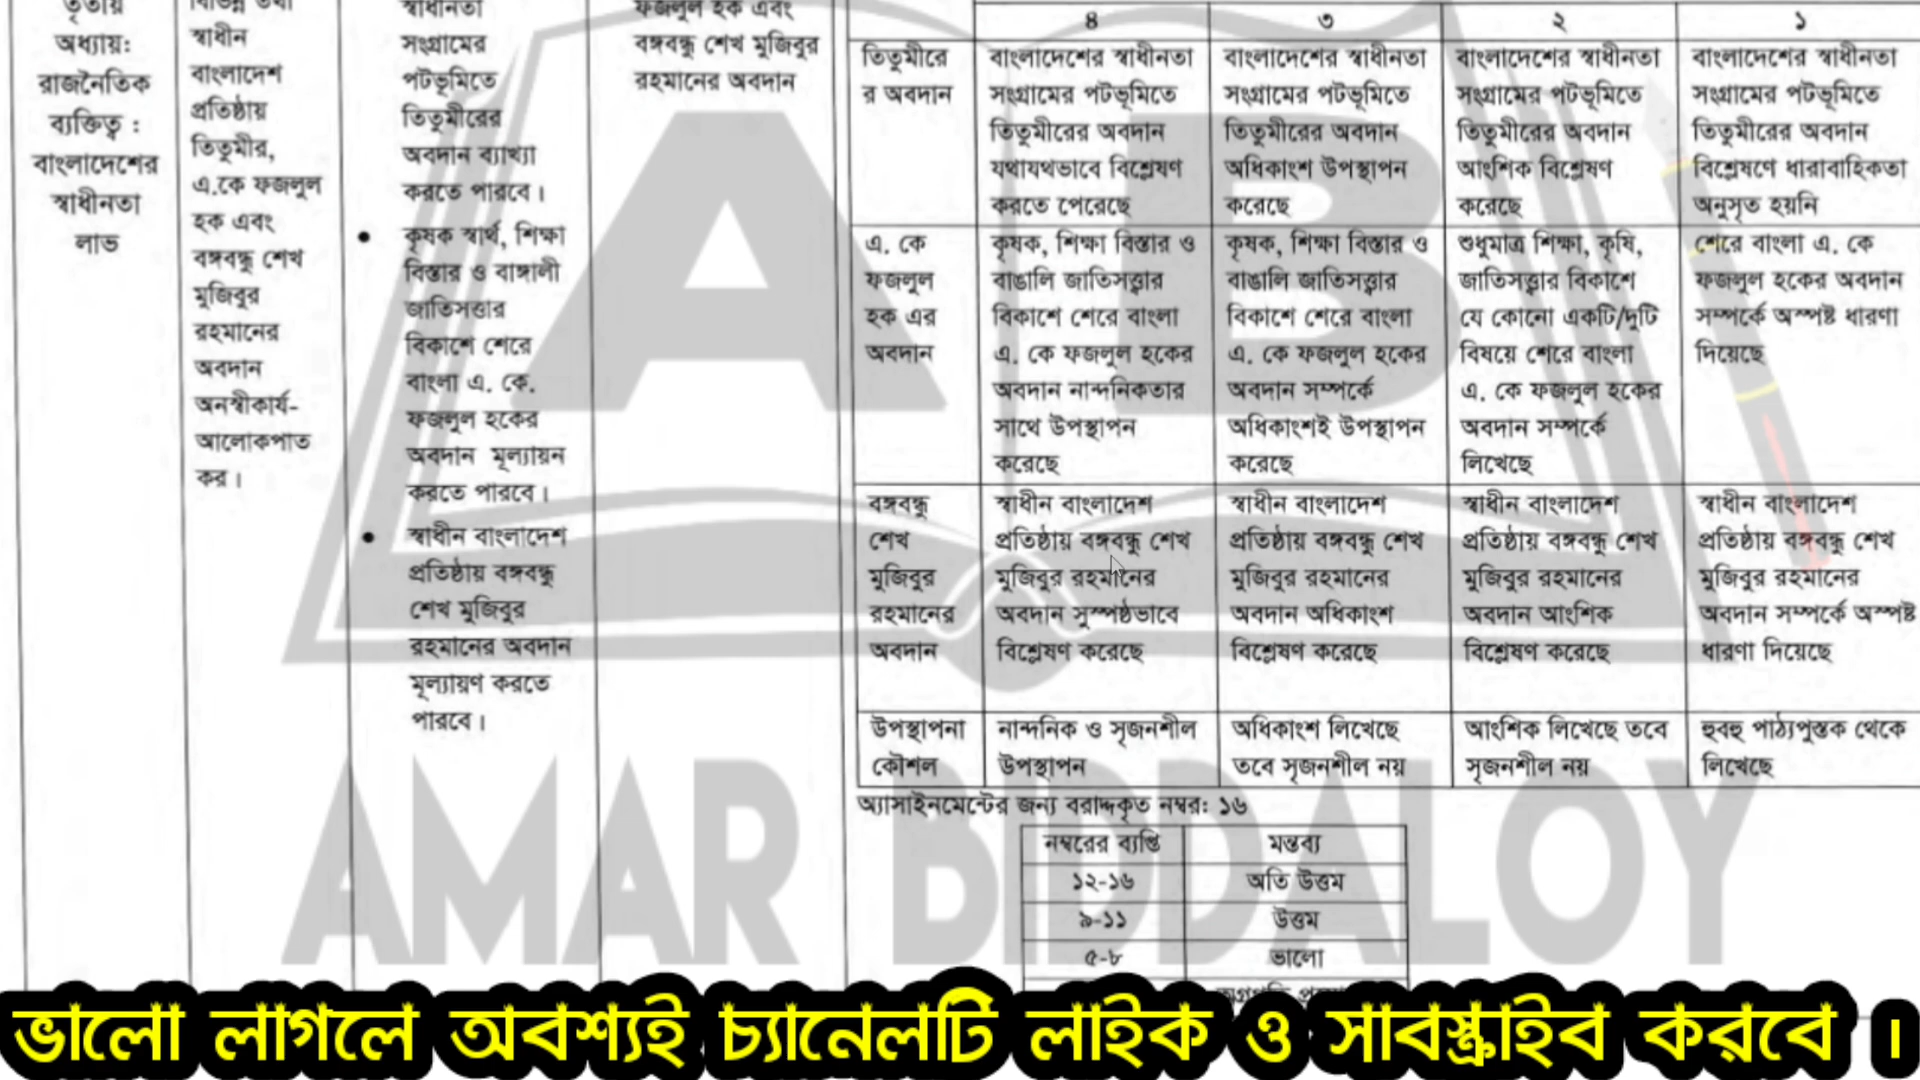 তৃতীয়
অধ্যায়:
রাজনৈতিক
ব্যক্তিত্ব :
বাংলাদেশের
স্বাধীনতা
লাভ
স্বাধীন
বাংলাদেশ
প্রতিষ্ঠায়
তিতুমীর,
এ.কে ফজলুল
হক এবং
বঙ্গবন্ধু শেখ
মুজিবুর
রহমানের
অবদান
অনস্বীকার্য-
আলোকপাত
কর।
স্বাধীনতা
সংগ্রামের
পটভূমিতে
তিতুমীরের
অবদান ব্যাখ্যা
করতে পারবে।
• কৃষক স্বার্থ, শিক্ষা
বিস্তার ও বাঙ্গালী
জাতিসত্তার
বিকাশে শেরে
বাংলা এ. কে.
ফজলুল হকের
অবদান মূল্যায়ন
করতে পারবে।
• স্বাধীন বাংলাদেশ
প্রতিষ্ঠায় বঙ্গবন্ধু
শেখ মুজিবুর
রহমানের অবদান
মূল্যায়ণ করতে
পারবে।
ফজলুল হক এবং
বঙ্গবন্ধু শেখ মুজিবুর
রহমানের অবদান
৪
৩
২
১
তিতুমীরে
র অবদান
বাংলাদেশের স্বাধীনতা
সংগ্রামের পটভূমিতে
তিতুমীরের অবদান
যথাযথভাবে বিশ্লেষণ
করতে পেরেছে
বাংলাদেশের স্বাধীনতা
সংগ্রামের পটভূমিতে
তিতুমীরের অবদান
অধিকাংশ উপস্থাপন
করেছে
বাংলাদেশের স্বাধীনতা
সংগ্রামের পটভূমিতে
তিতুমীরের অবদান
আংশিক বিশ্লেষণ
করেছে
বাংলাদেশের স্বাধীনতা
সংগ্রামের পটভূমিতে
তিতুমীরের অবদান
বিশ্লেষণে ধারাবাহিকতা
অনুসৃত হয়নি
এ. কে
ফজলুল
হক এর
অবদান
কৃষক, শিক্ষা বিস্তার ও
বাঙালি জাতিসত্ত্বার
বিকাশে শেরে বাংলা
এ. কে ফজলুল হকের
অবদান নান্দনিকতার
সাথে উপস্থাপন
করেছে
কৃষক, শিক্ষা বিস্তার ও
বাঙালি জাতিসত্ত্বার
বিকাশে শেরে বাংলা
এ. কে ফজলুল হকের
অবদান সম্পর্কে
অধিকাংশই উপস্থাপন
করেছে
শুধুমাত্র শিক্ষা, কৃষি,
জাতিসত্ত্বার বিকাশে
যে কোনো একটি/দুটি
বিষয়ে শেরে বাংলা
এ. কে ফজলুল হকের
অবদান সম্পর্কে
লিখেছে
শেরে বাংলা এ. কে
ফজলুল হকের অবদান
সম্পর্কে অস্পষ্ট ধারণা
দিয়েছে
বঙ্গবন্ধু
শেখ
মুজিবুর
রহমানের
অবদান
স্বাধীন বাংলাদেশ
প্রতিষ্ঠায় বঙ্গবন্ধু শেখ
মুজিবুর রহমানের
অবদান সুস্পষ্ঠভাবে
বিশ্লেষণ করেছে
স্বাধীন বাংলাদেশ
প্রতিষ্ঠায় বঙ্গবন্ধু শেখ
মুজিবুর রহমানের
অবদান অধিকাংশ
বিশ্লেষণ করেছে
স্বাধীন বাংলাদেশ
প্রতিষ্ঠায় বঙ্গবন্ধু শেখ
মুজিবুর রহমানের
অবদান আংশিক
বিশ্লেষণ করেছে
স্বাধীন বাংলাদেশ
প্রতিষ্ঠায় বঙ্গবন্ধু শেখ
মুজিবুর রহমানের
অবদান সম্পর্কে অস্পষ্ট
ধারণা দিয়েছে
উপস্থাপনা
কৌশল
নান্দনিক ও সৃজনশীল
উপস্থাপন
অধিকাংশ লিখেছে
তবে সৃজনশীল নয়
আংশিক লিখেছে তবে
সৃজনশীল নয়
হুবহু পাঠ্যপুস্তক থেকে
লিখেছে
অ্যাসাইনমেন্টের জন্য বরাদ্দকৃত নম্বর: ১৬
নম্বরের ব্যপ্তি
মন্তব্য
১২-১৬
অতি উত্তম
৯-১১
উত্তম
৫-৮
ভালো
AB
AMAR BIDDALOY
ভালো লাগলে অবশ্যই চ্যানেলটি লাইক ও সাবস্ক্রাইব করবে ।